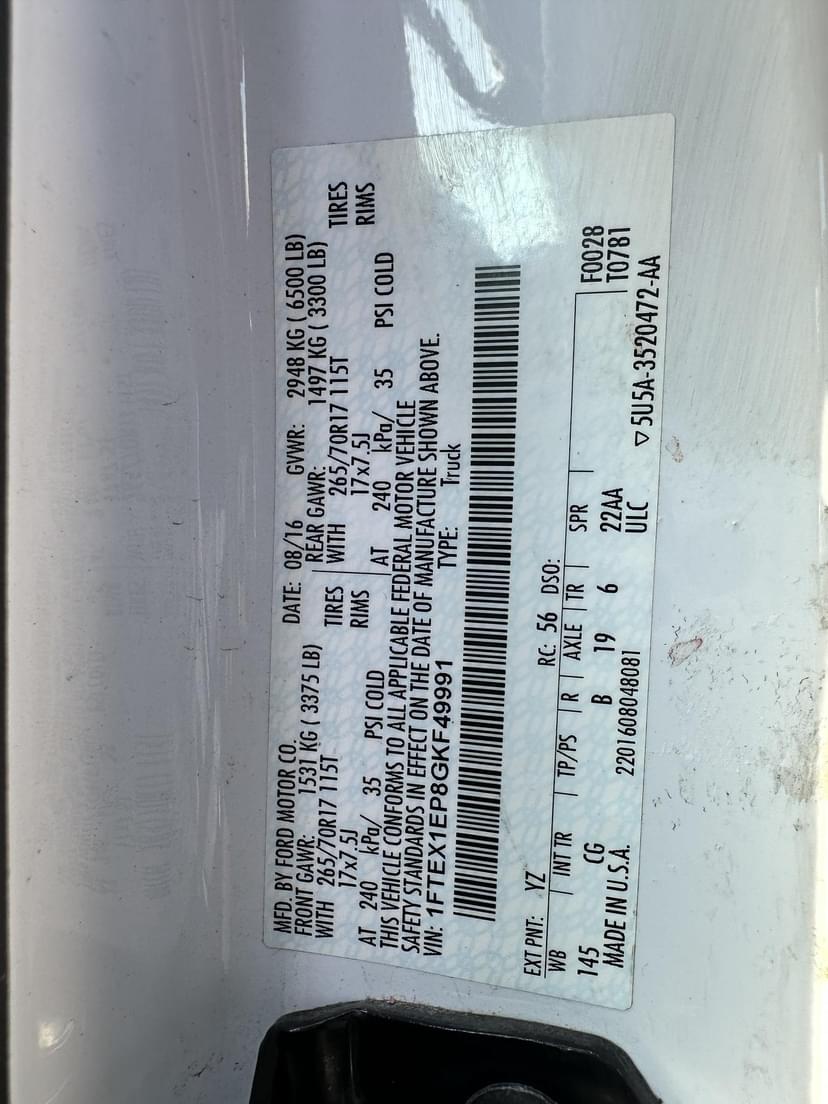 MFD. BY FORD MOTOR CO.
DATE: 08/16 GVWR: 2948 KG ( 6500 LB)
FRONT GAWR: 1531 KG ( 3375 LB) REAR GAWR: 1497 KG ( 3300 LB)
WITH 265/70R17 115T TIRES WITH 265/70R17 115T TIRES
17x7.5J RIMS 17x7.5J RIMS
AT 240 kPa/ 35 PSI COLD AT 240 kPa/ 35 PSI COLD
THIS VEHICLE CONFORMS TO ALL APPLICABLE FEDERAL MOTOR VEHICLE
SAFETY STANDARDS IN EFFECT ON THE DATE OF MANUFACTURE SHOWN ABOVE.
VIN: 1FTEX1EP8GKF49991 TYPE: Truck
EXT PNT: YZ RC: 56 DSO:
WB INT TR TP/PS R AXLE TR SPR F0028
145 CG B 19 6 22AA T0781
MADE IN U.S.A. 2201608048081 ULC
▽5U5A-3520472-AA